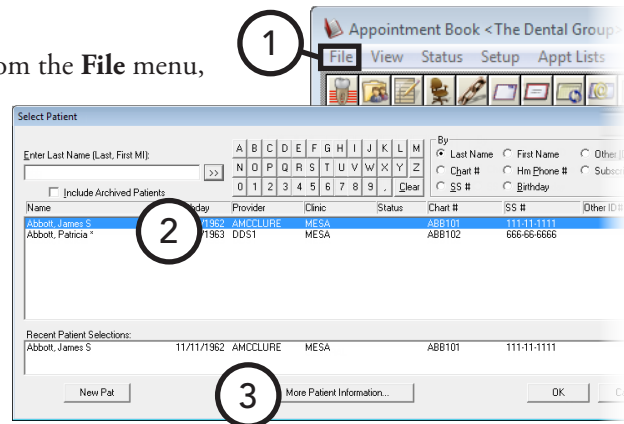 1
Appointment Book <The Dental Group>
File View Status Setup Appt Lists
om the File menu,
Select Patient
Enter Last Name (Last, First MI):
>>
Include Archived Patients
A B C D E F G H I J K L M
N O P Q R S T U V W X Y Z
0 1 2 3 4 5 6 7 8 9 . Clear
By
Last Name First Name Other
Chart # Hm Phone # Subscri
SS # Birthday
Name hday Provider Clinic Status Chart # SS # Other ID#
Abbott, James S /1962 AMCCLURE MESA ABB101 111-11-1111
Abbott, Patricia * /1963 DDS1 MESA ABB102 666-66-6666
2
Recent Patient Selections:
Abbott, James S 11/11/1962 AMCCLURE MESA ABB101 111-11-1111
New Pat 3 More Patient Information... OK